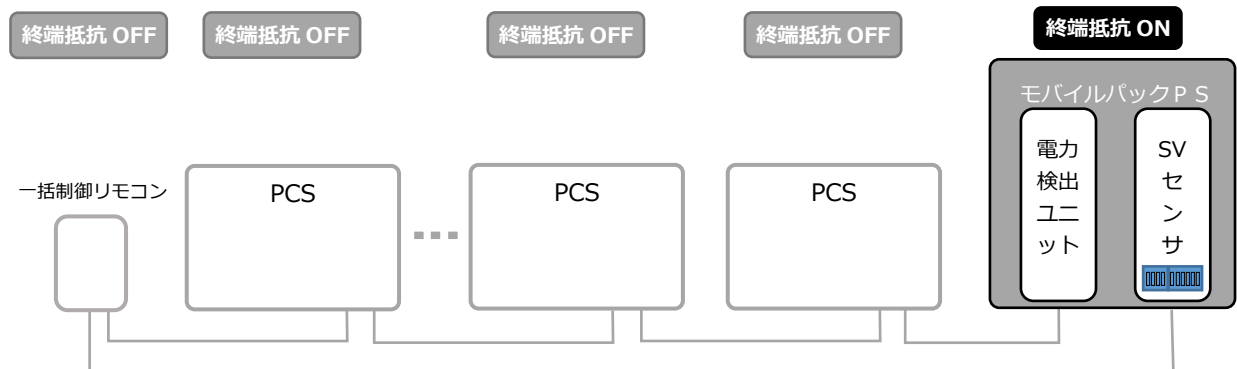 終端抵抗 OFF
終端抵抗 OFF
終端抵抗 OFF
終端抵抗 OFF
終端抵抗 ON
モバイルパックＰＳ
一括制御リモコン
PCS
PCS
PCS
電力
検出
ユニ
ット
SV
セ
ン
サ